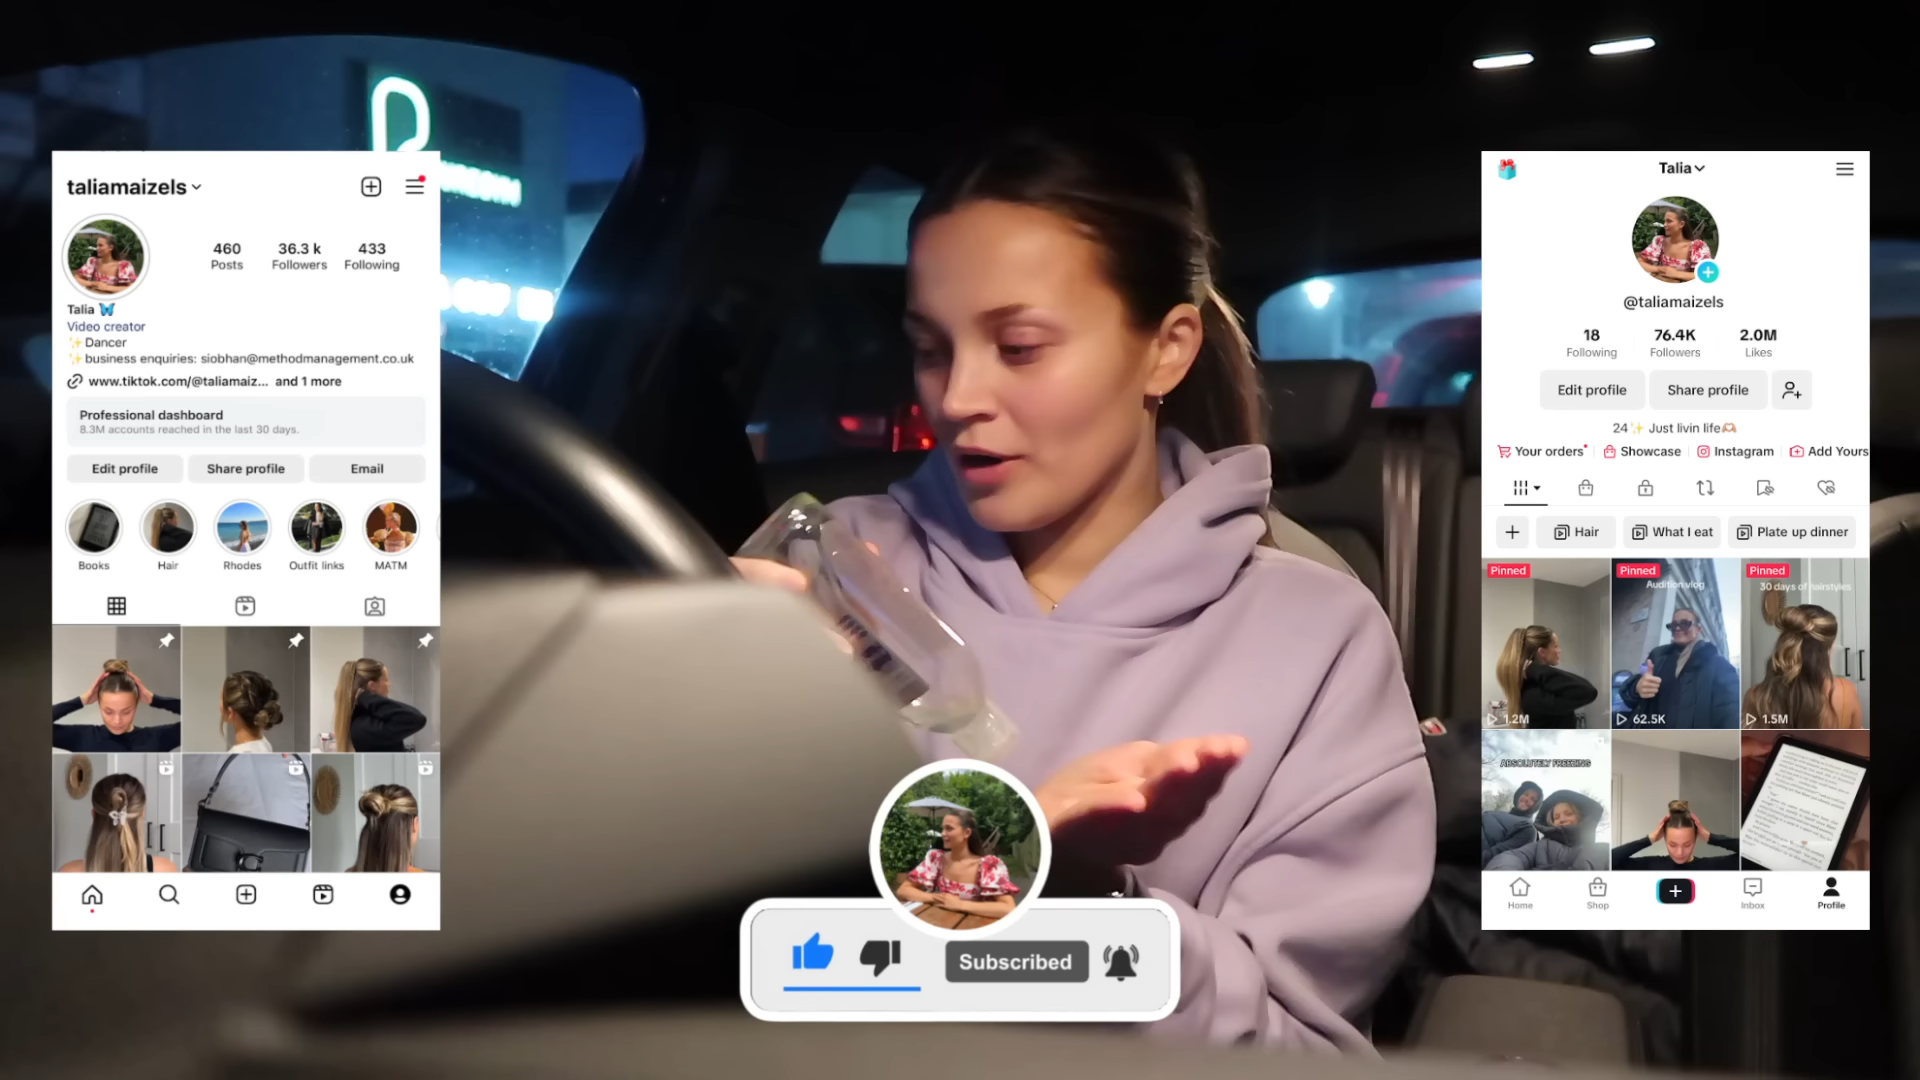 taliamaizels
460
Posts
36.3 k
Followers
433
Following
Talia 🦋
Video creator
✨Dancer
✨business enquiries: siobhan@methodmanagement.co.uk
www.tiktok.com/@taliamaiz... and 1 more
Professional dashboard
8.3M accounts reached in the last 30 days.
Edit profile
Share profile
Email
Books
Hair
Rhodes
Outfit links
MATM
Subscribed
Talia
@taliamaizels
18
Following
76.4K
Followers
2.0M
Likes
Edit profile
Share profile
24✨ Just livin life🫶🏼
Your orders
Showcase
Instagram
Add Yours
Hair
What I eat
Plate up dinner
Pinned
Pinned
Audition vlog
Pinned
30 days of hairstyles
1.2M
62.5K
1.5M
ABSOLUTELY FREEZING
Home
Shop
Inbox
Profile